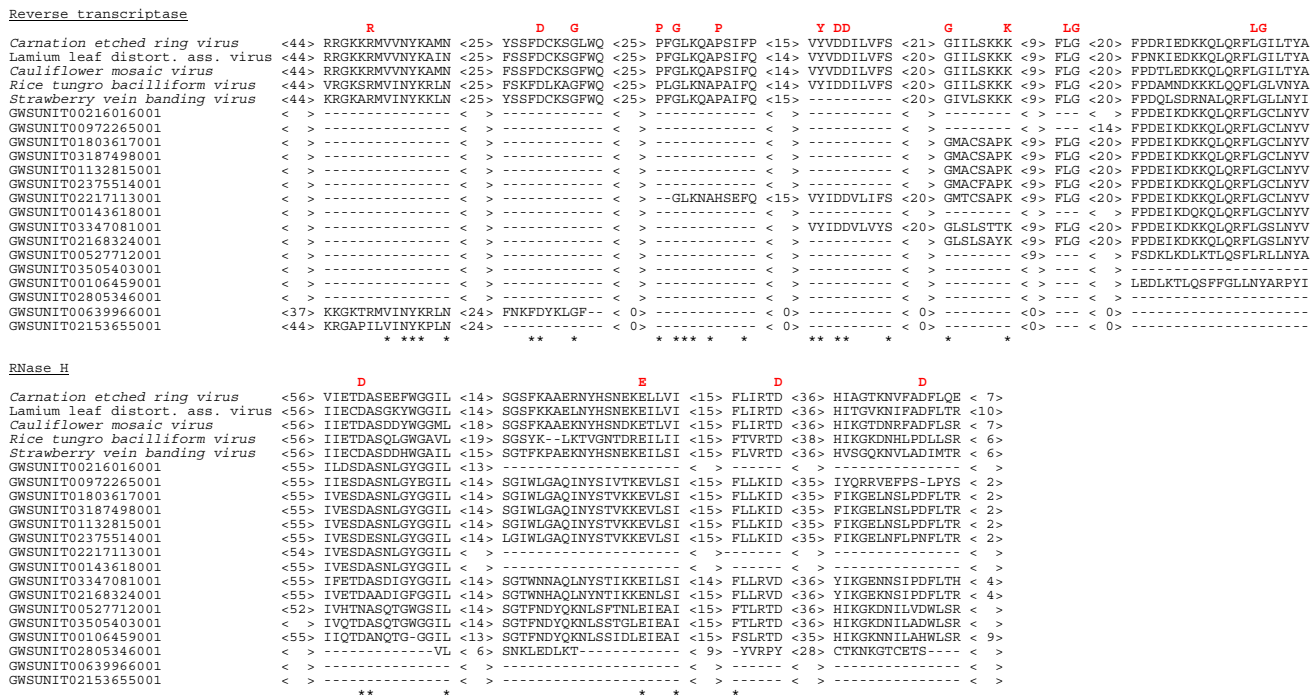 Reverse transcriptase
R D G P G P Y DD G K LG LG
Carnation etched ring virus <44> RRGKKRMVVNYKAMN <25> YSSFDCKSGLWQ <25> PFGLKQAPSIFP <15> VYVDDILVFS <21> GIILSKKK <9> FLG <20> FPDRIEDKKQLQRFLGILTYA
Lamium leaf distort. ass. virus <44> RRGKKRMVVNYKAIN <25> FSSFDCKSGFWQ <25> PFGLKQAPSIFQ <14> VYVDDILVFS <20> GIILSKKK <9> FLG <20> FPNKIEDKKQLQRFLGILTYA
Cauliflower mosaic virus <44> RRGKKRMVVNYKAMN <25> FSSFDCKSGFWQ <25> PFGLKQAPSIFQ <14> VYVDDILVFS <20> GIILSKKK <9> FLG <20> FPDTLEDKKQLQRFLGILTYA
Rice tungro bacilliform virus <44> VRGKSRMVINYKRLN <25> FSKFDLKAGFWQ <25> PLGLKNAPAIFQ <14> VYIDDILVFS <20> GIILSKKK <9> FLG <20> FPDAMNDKKKLQQFLGLVNYA
Strawberry vein banding virus <44> KRGKARMVINYKKLN <25> YSSFDCKSGFWQ <25> PFGLKQAPAIFQ <14> ---------- <20> GIVLSKKK <9> FLG <20> FPDQLSDRNALQRFLGLLNYI
GWSUNIT00216016001 < > --------------- < > ------------ < > ------------ < > ---------- < > -------- < > --- < > FPDEIKDKKQLQRFLGCLNYV
GWSUNIT00972265001 < > --------------- < > ------------ < > ------------ < > ---------- < > -------- < > --- <14> FPDEIKDKKQLQRFLGCLNYV
GWSUNIT01803617001 < > --------------- < > ------------ < > ------------ < > ---------- < > GMACSAPK <9> FLG <20> FPDEIKDKKQLQRFLGCLNYV
GWSUNIT03187498001 < > --------------- < > ------------ < > ------------ < > ---------- < > GMACSAPK <9> FLG <20> FPDEIKDKKQLQRFLGCLNYV
GWSUNIT01132815001 < > --------------- < > ------------ < > ------------ < > ---------- < > GMACSAPK <9> FLG <20> FPDEIKDKKQLQRFLGCLNYV
GWSUNIT02375514001 < > --------------- < > ------------ < > ------------ < > ---------- < > GMACFAPK <9> FLG <20> FPDEIKDKKQLQRFLGCLNYV
GWSUNIT02217113001 < > --------------- < > ------------ < > --GLKNAHSEFQ <15> VYIDDVLIFS <20> GMTCSAPK <9> FLG <20> FPDEIKDKKQLQRFLGCLNYV
GWSUNIT00143618001 < > --------------- < > ------------ < > ------------ < > ---------- < > -------- < > --- < > FPDEIKDQKQLQRFLGCLNYV
GWSUNIT03347081001 < > --------------- < > ------------ < > ------------ < > VYIDDVLVYS <20> GLSLSTTK <9> FLG <20> FPDEIKDKKQLQRFLGSLNYV
GWSUNIT02168324001 < > --------------- < > ------------ < > ------------ < > ---------- < > GLSLSAYK <9> FLG <20> FPDEIKDKKQLQRFLGSLNYV
GWSUNIT00527712001 < > --------------- < > ------------ < > ------------ < > ---------- < > -------- <9> --- < > FSDKLKDLKTLQSFLRLLNYA
GWSUNIT03505403001 < > --------------- < > ------------ < > ------------ < > ---------- < > -------- < > --- < > ---------------------
GWSUNIT00106459001 < > --------------- < > ------------ < > ------------ < > ---------- < > -------- < > --- < > LEDLKTLQSFFGLLNYARPYI
GWSUNIT02805346001 < > --------------- < > ------------ < > ------------ < > ---------- < > -------- < > --- < > ---------------------
GWSUNIT00639966001 <37> KKGKTRMVINYKRLN <24> FNKFDYKLGF-- < 0> ------------ < 0> ---------- < 0> -------- <0> --- <0> ---------------------
GWSUNIT02153655001 <44> KRGAPILVINYKPLN <24> ------------ < 0> ------------ < 0> ---------- < 0> -------- <0> --- <0> ---------------------
* *** * ** * * *** * * ** ** * * *
RNase H
D E D D
Carnation etched ring virus <56> VIETDASEEFWGGIL <14> SGSFKAAERNYHSNEKELLVI <15> FLIRTD <36> HIAGTKNVFADFLQE < 7>
Lamium leaf distort. ass. virus <56> IIECDASGKYWGGIL <14> SGSFKKAELNYHSNEKELLVI <15> FLIRTD <36> HITGVKNIFADFLTR <10>
Cauliflower mosaic virus <56> IIETDASDDYWGGML <18> SGSFKAAEKNYHSNDKETLVI <15> FLIRTD <36> HIKGTDNRFADFLSR < 7>
Rice tungro bacilliform virus <56> IIETDASQLGWGAVL <19> SGSYK--LKTVGNTDREILII <14> FTVRTD <38> HIKGKDNHLPDLLSR < 6>
Strawberry vein banding virus <56> IIECDASDDHWGAIL <15> SGTFKPAEKNYHSNEKEILSI <15> FLVRTD <36> HVSGQKNVLADIMTR < 6>
GWSUNIT00216016001 <55> ILDSDASNLGYGGIL <13> --------------------- < > ------ < > --------------- < >
GWSUNIT00972265001 <55> IIESDASNLGYEGIL <14> SGIWLGAQINYSIVTKEVLSI <15> FLLKID <35> IYQRRVEFPS-LPYS < 2>
GWSUNIT01803617001 <55> IVESDASNLGYGGIL <14> SGIWLGAQINYSTVKKEVLSI <15> FLLKID <35> FIKGELNSLPDFLTR < 2>
GWSUNIT03187498001 <55> IVESDASNLGYGGIL <14> SGIWLGAQINYSTVKKEVLSI <15> FLLKID <35> FIKGELNSLPDFLTR < 2>
GWSUNIT01132815001 <55> IVESDASNLGYGGIL <14> SGIWLGAQINYSTVKKEVLSI <15> FLLKID <35> FIKGELNSLPDFLTR < 2>
GWSUNIT02375514001 <55> IVESDASNLGYGGIL <14> LGIWLGAQINYSTVKKEVLSI <15> FLLKID <35> FIKGELNFLPNFLTR < 2>
GWSUNIT02217113001 <54> IVESDASNLGYGGIL < > --------------------- < > ------ < > --------------- < >
GWSUNIT00143618001 < > IVESDASNLGYGGIL < > --------------------- < > ------ < > --------------- < >
GWSUNIT03347081001 <55> IFETDASDIGYGGIL <14> SGTWNNAQLNYSTIKKEILSI <14> FLLRVD <36> YIKGENNSIPDFLTH < 4>
GWSUNIT02168324001 <55> IVETDAADIGFGGIL <14> SGTWNHAQLNYNTIKKENLSI <15> FLLRVD <36> YIKGEKNSIPDFLTR < 4>
GWSUNIT00527712001 <52> IVHTNASQTGWGSIL <14> SGTFNDYQKNLSFTNLEIEAI <15> FTLRTD <36> HIKGKDNILVDWLSR < >
GWSUNIT03505403001 < > IVQTDASQTGWGGIL <14> SGTFNDYQKNLSSTGLEIEAI <15> FTLRTD <36> HIKGKDNILADWLSR < >
GWSUNIT00106459001 <55> IIQTDANQTG-GGIL <13> SGTFNDYQKNLSSIDLEIEAI <15> FSLRTD <36> HIKGKNNILAHWLSR < 9>
GWSUNIT02805346001 < > -------------VL < 6> SNKLEDLKT------------ < 9> -YVRPY <28> CTKNKGTCETS---- < >
GWSUNIT00639966001 < > --------------- < > --------------------- < > ------ < > --------------- < >
GWSUNIT02153655001 < > --------------- < > --------------------- < > ------ < > --------------- < >
** * * * *